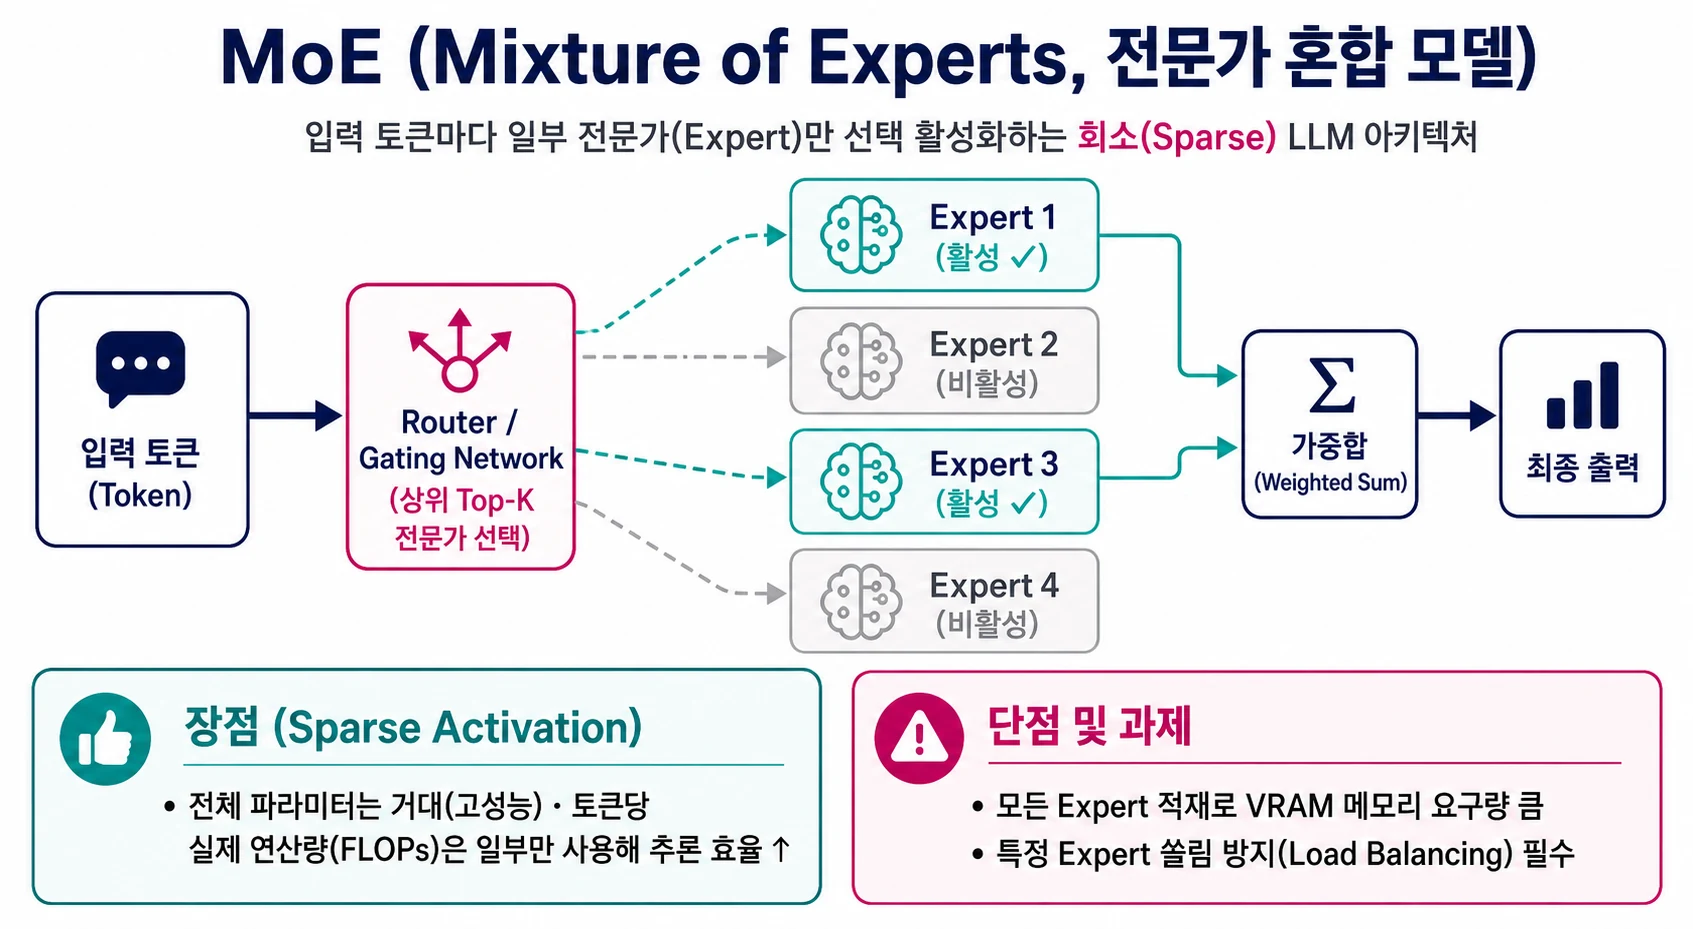 MoE (Mixture of Experts, 전문가 혼합 모델)
입력 토큰마다 일부 전문가(Expert)만 선택 활성화하는 희소(Sparse) LLM 아키텍처
입력 토큰
(Token)
Router /
Gating Network
(상위 Top-K
전문가 선택)
Expert 1
(활성 ✓)
Expert 2
(비활성)
Expert 3
(활성 ✓)
Expert 4
(비활성)
Σ
가중합
(Weighted Sum)
최종 출력
장점 (Sparse Activation)
• 전체 파라미터는 거대(고성능) · 토큰당
실제 연산량(FLOPs)은 일부만 사용해 추론 효율 ↑
단점 및 과제
• 모든 Expert 적재로 VRAM 메모리 요구량 큼
• 특정 Expert 쏠림 방지(Load Balancing) 필수